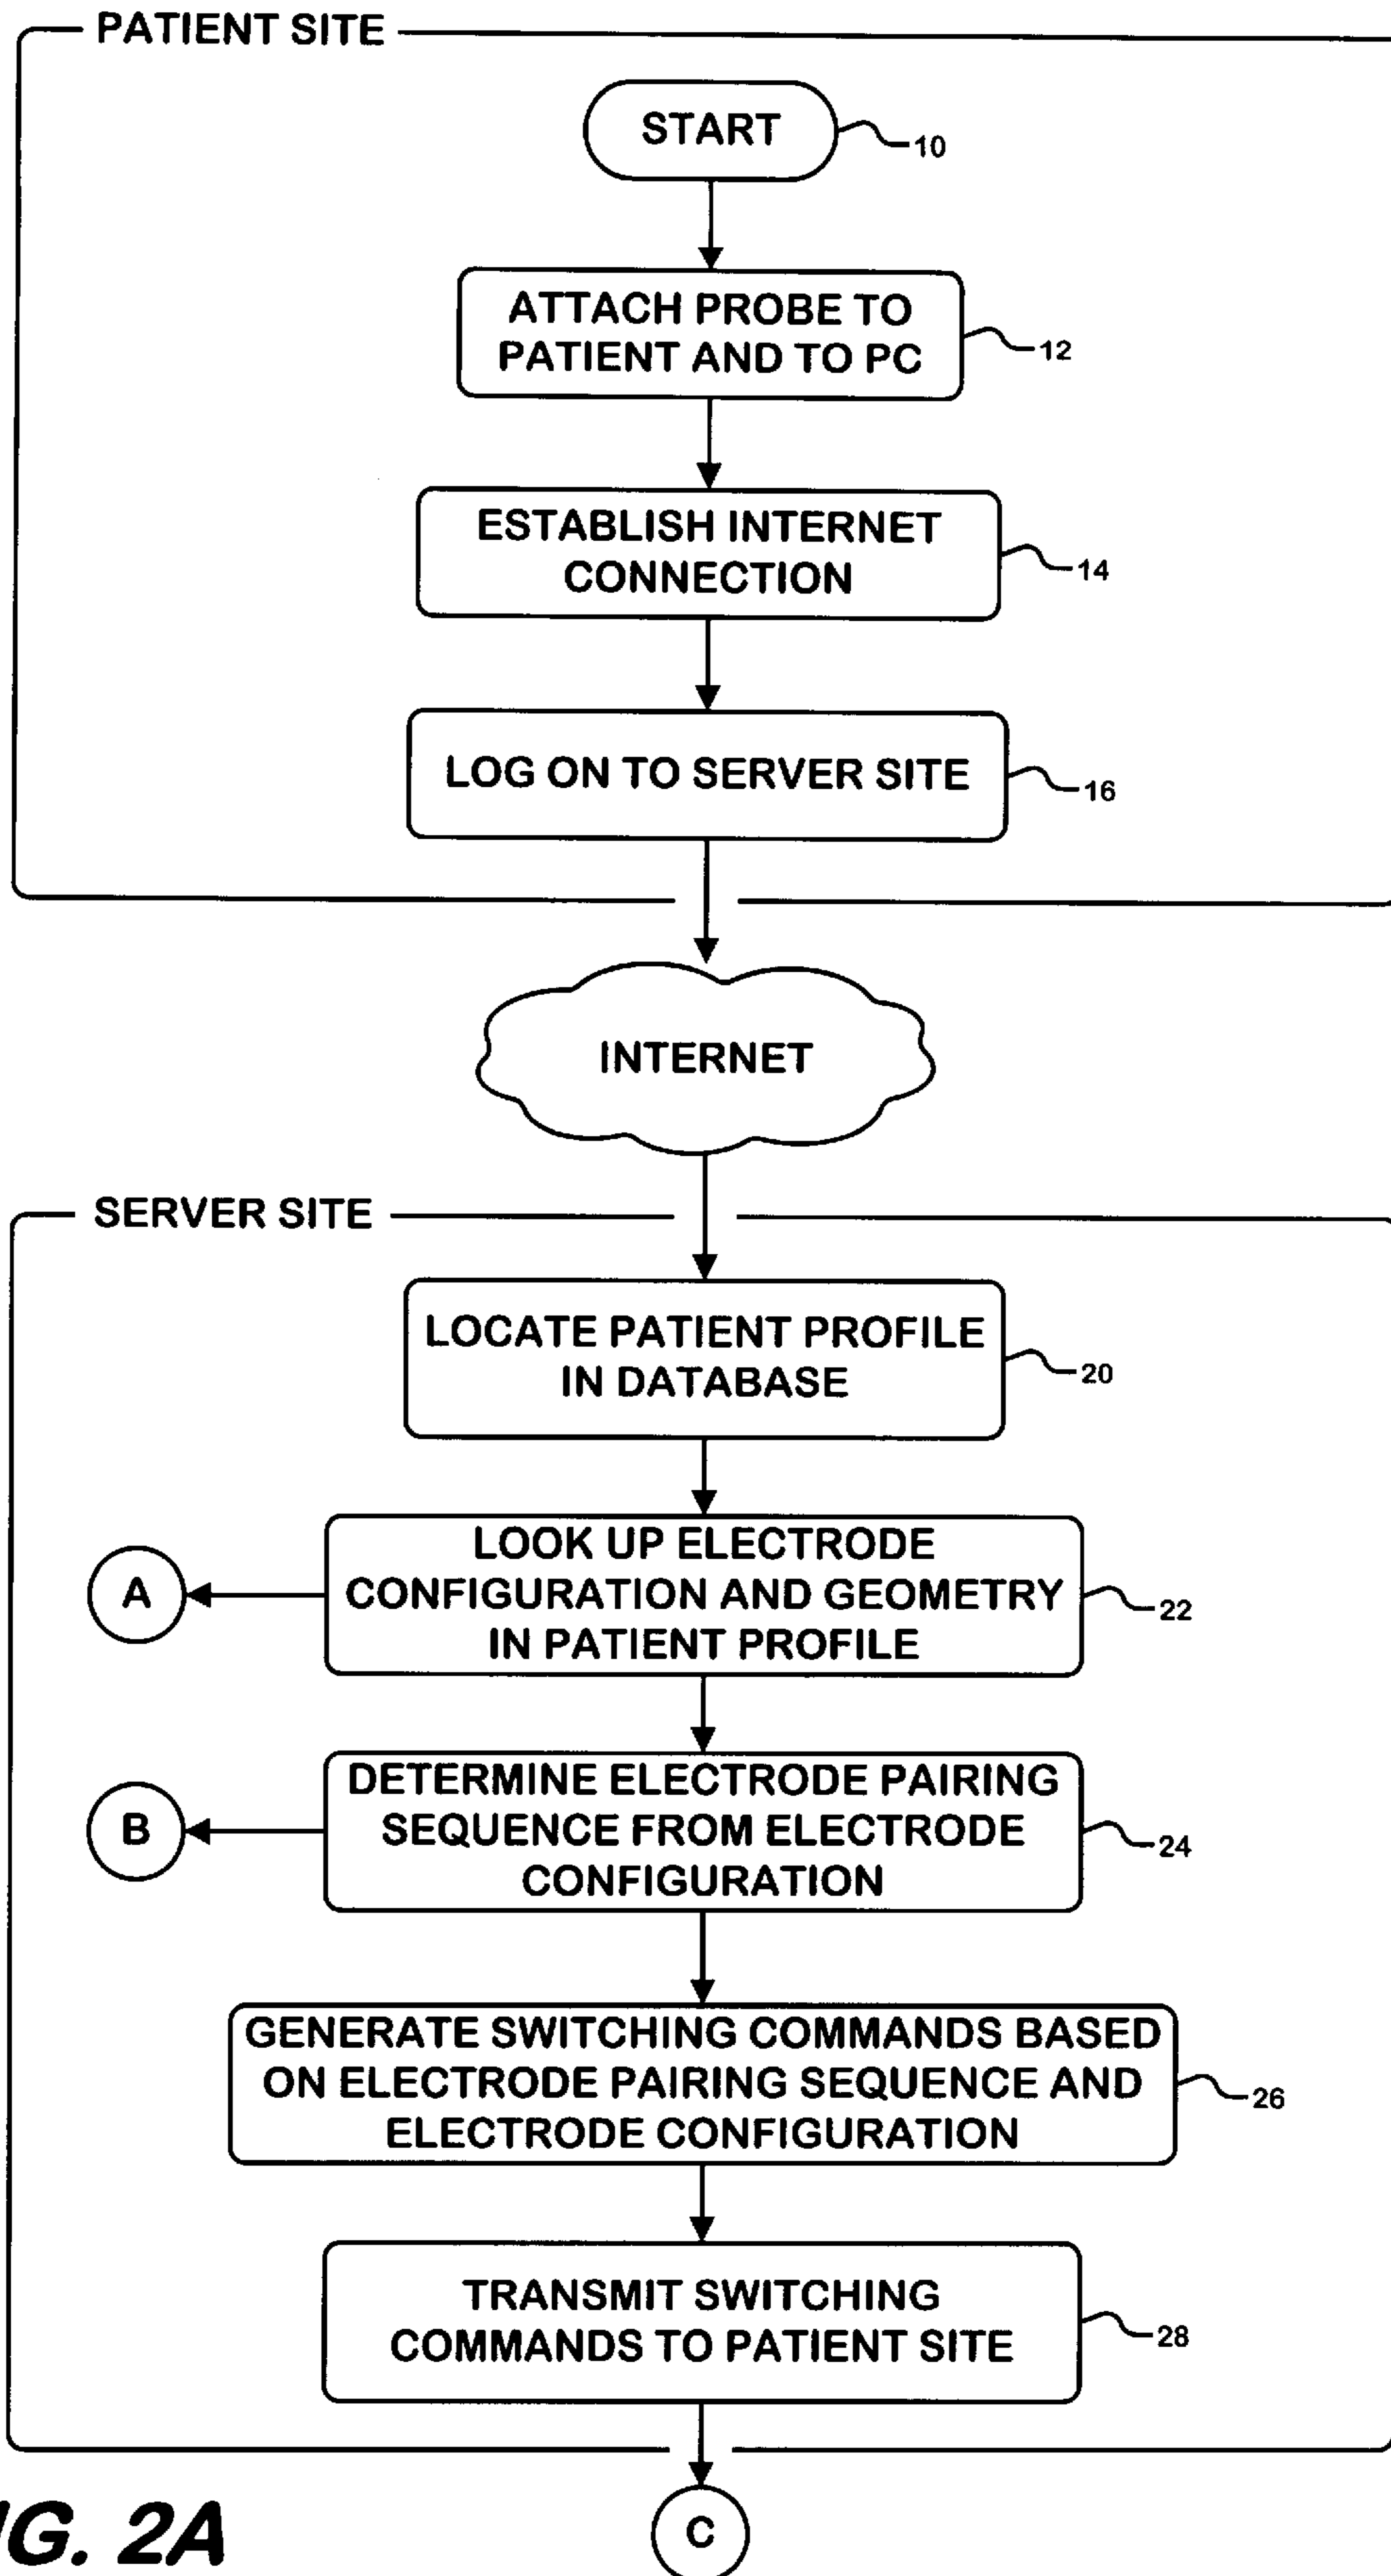 PATIENT SITE
START
10
ATTACH PROBE TO
PATIENT AND TO PC
12
ESTABLISH INTERNET
CONNECTION
14
LOG ON TO SERVER SITE
16
INTERNET
SERVER SITE
LOCATE PATIENT PROFILE
IN DATABASE
20
LOOK UP ELECTRODE
CONFIGURATION AND GEOMETRY
IN PATIENT PROFILE
22
A
DETERMINE ELECTRODE PAIRING
SEQUENCE FROM ELECTRODE
CONFIGURATION
24
B
GENERATE SWITCHING COMMANDS BASED
ON ELECTRODE PAIRING SEQUENCE AND
ELECTRODE CONFIGURATION
26
TRANSMIT SWITCHING
COMMANDS TO PATIENT SITE
28
C
IG. 2A